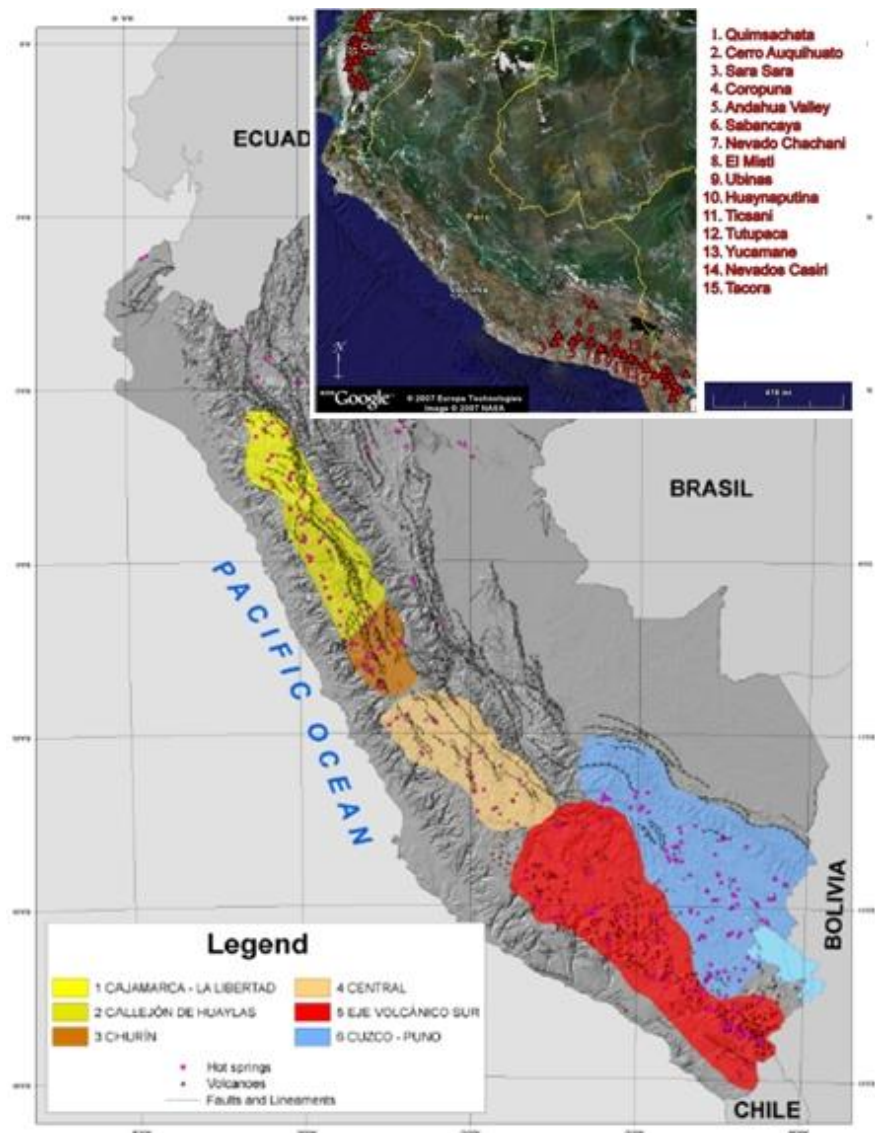 ECUAD
1. Quimsachata
2. Cerro Auquihuato
3. Sara Sara
4. Coropuna
5. Andahua Valley
6. Sabancaya
7. Nevado Chachani
8. El Misti
9. Ubinas
10. Huaynaputina
11. Ticsani
12. Tutupaca
13. Yucamane
14. Nevados Casiri
15. Tacora
Peru
N
Google
© 2007 Europa Technologies
Image © 2007 NASA
BRASIL
PACIFIC OCEAN
BOLIVIA
CHILE
Legend
1 CAJAMARCA - LA LIBERTAD
2 CALLEJÓN DE HUAYLAS
3 CHURÍN
4 CENTRAL
5 EJE VOLCÁNICO SUR
6 CUZCO - PUNO
Hot springs
Volcanoes
Faults and Lineaments